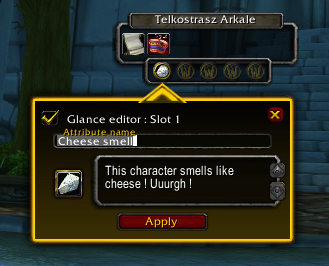 Telkostrasz Arkale
Glance editor : Slot 1
Attribute name
Cheese smell
This character smells like
cheese ! Uuurgh !
Apply